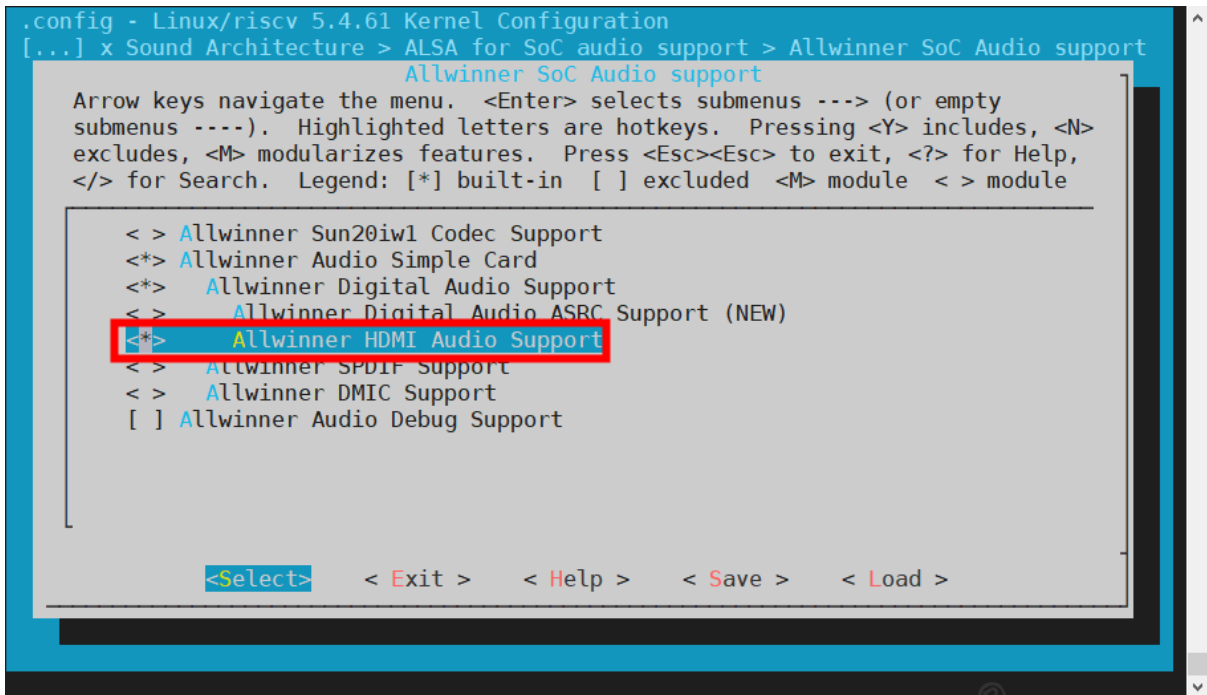 .config - Linux/riscv 5.4.61 Kernel Configuration
[...] x Sound Architecture > ALSA for SoC audio support > Allwinner SoC Audio support
Allwinner SoC Audio support
Arrow keys navigate the menu.  <Enter> selects submenus ---> (or empty
submenus ----).  Highlighted letters are hotkeys.  Pressing <Y> includes, <N>
excludes, <M> modularizes features.  Press <Esc><Esc> to exit, <?> for Help,
</> for Search.  Legend: [*] built-in  [ ] excluded  <M> module  < > module
< > Allwinner Sun20iw1 Codec Support
<*> Allwinner Audio Simple Card
<*>   Allwinner Digital Audio Support
< >     Allwinner Digital Audio ASRC Support (NEW)
<*>     Allwinner HDMI Audio Support
< >   Allwinner SPDIF Support
< >   Allwinner DMIC Support
[ ] Allwinner Audio Debug Support
<Select>    < Exit >    < Help >    < Save >    < Load >